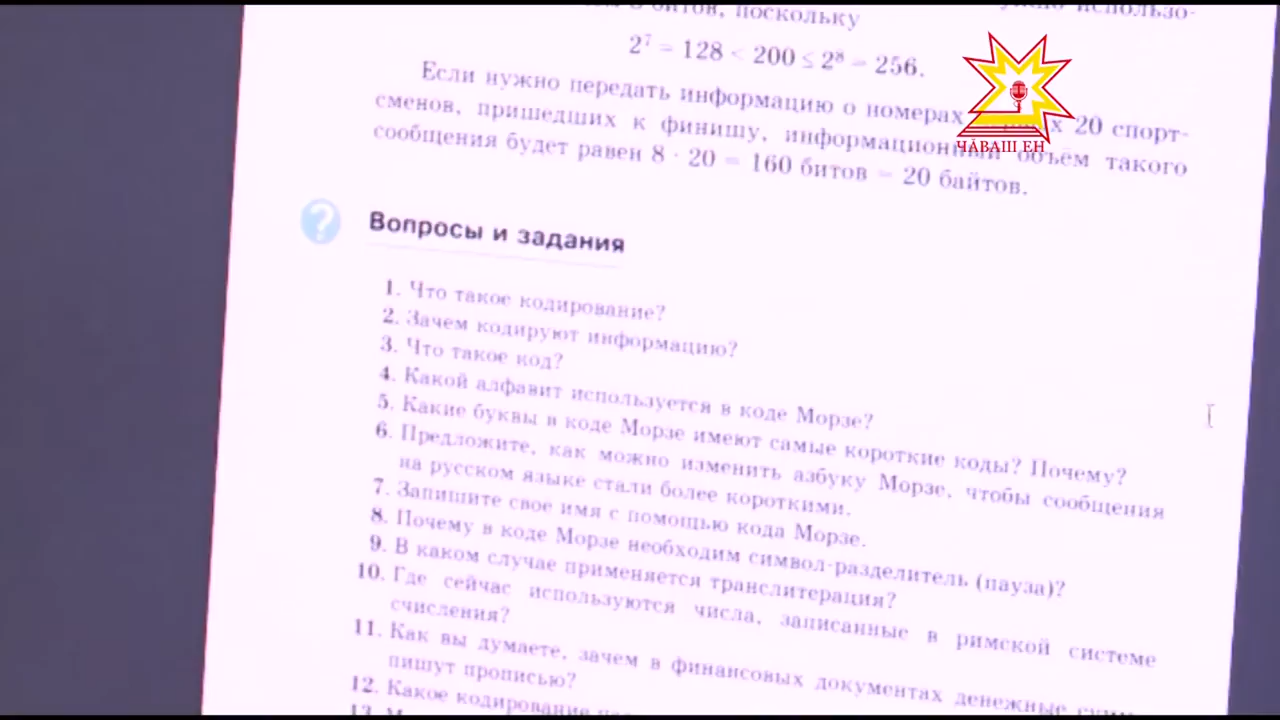 8 битов, поскольку
2⁷ = 128 < 200 ≤ 2⁸ = 256.
Если нужно передать информацию о номерах 20 спорт-
сменов, пришедших к финишу, информационный объём такого
сообщения будет равен 8 · 20 = 160 битов = 20 байтов.
ЧӐВАШ ЕН
Вопросы и задания
1. Что такое кодирование?
2. Зачем кодируют информацию?
3. Что такое код?
4. Какой алфавит используется в коде Морзе?
5. Какие буквы в коде Морзе имеют самые короткие коды? Почему?
6. Предложите, как можно изменить азбуку Морзе, чтобы сообщения
на русском языке стали более короткими.
7. Запишите свое имя с помощью кода Морзе.
8. Почему в коде Морзе необходим символ-разделитель (пауза)?
9. В каком случае применяется транслитерация?
10. Где сейчас используются числа, записанные в римской системе
счисления?
11. Как вы думаете, зачем в финансовых документах денежные
пишут прописью?
12. Какое кодирование
13.